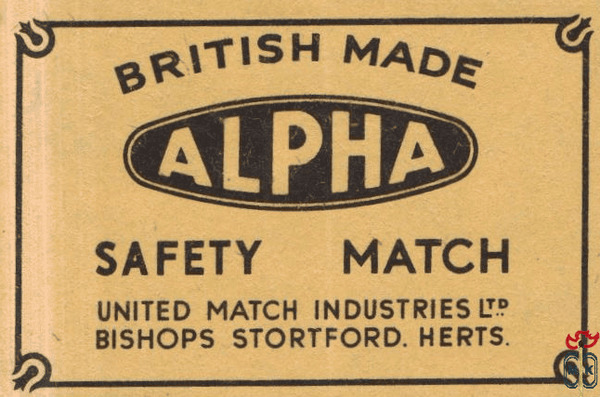 BRITISH MADE
ALPHA
SAFETY MATCH
UNITED MATCH INDUSTRIES LTD
BISHOPS STORTFORD. HERTS.